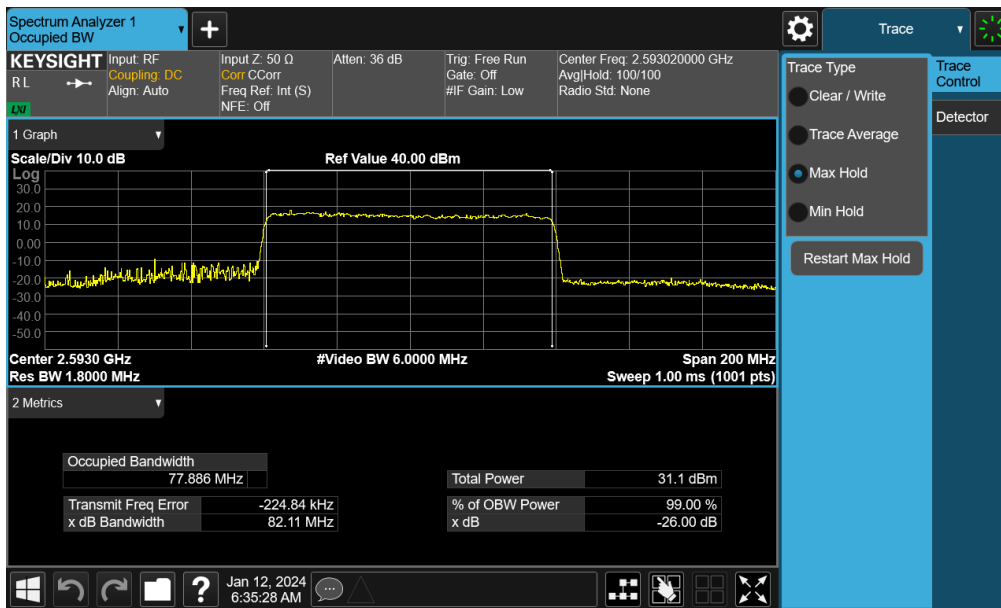 Spectrum Analyzer 1
Occupied BW
+
Trace
KEYSIGHT
R L
LXI
Input: RF
Coupling: DC
Align: Auto
Input Z: 50 Ω
Corr CCorr
Freq Ref: Int (S)
NFE: Off
Atten: 36 dB
Trig: Free Run
Gate: Off
#IF Gain: Low
Center Freq: 2.593020000 GHz
Avg|Hold: 100/100
Radio Std: None
Trace Type
Clear / Write
Trace Average
Max Hold
Min Hold
Restart Max Hold
Trace
Control
Detector
1 Graph
Scale/Div 10.0 dB
Ref Value 40.00 dBm
Log
30.0
20.0
10.0
0.00
-10.0
-20.0
-30.0
-40.0
-50.0
Center 2.5930 GHz
#Video BW 6.0000 MHz
Span 200 MHz
Res BW 1.8000 MHz
Sweep 1.00 ms (1001 pts)
2 Metrics
Occupied Bandwidth
77.886 MHz
Total Power 31.1 dBm
Transmit Freq Error -224.84 kHz
% of OBW Power 99.00 %
x dB Bandwidth 82.11 MHz
x dB -26.00 dB
?
Jan 12, 2024
6:35:28 AM